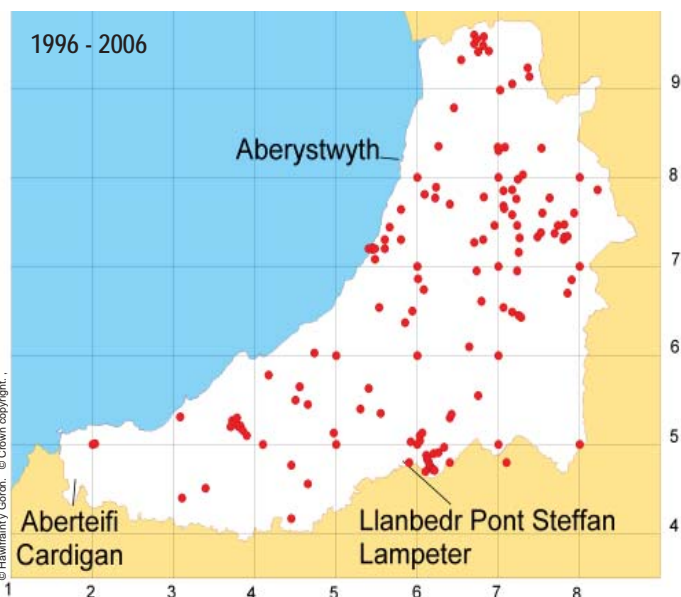 1996 - 2006
Aberystwyth
Aberteifi
Cardigan
Llanbedr Pont Steffan
Lampeter
9
8
7
6
5
4
1 2 3 4 5 6 7 8
© Crown copyright.